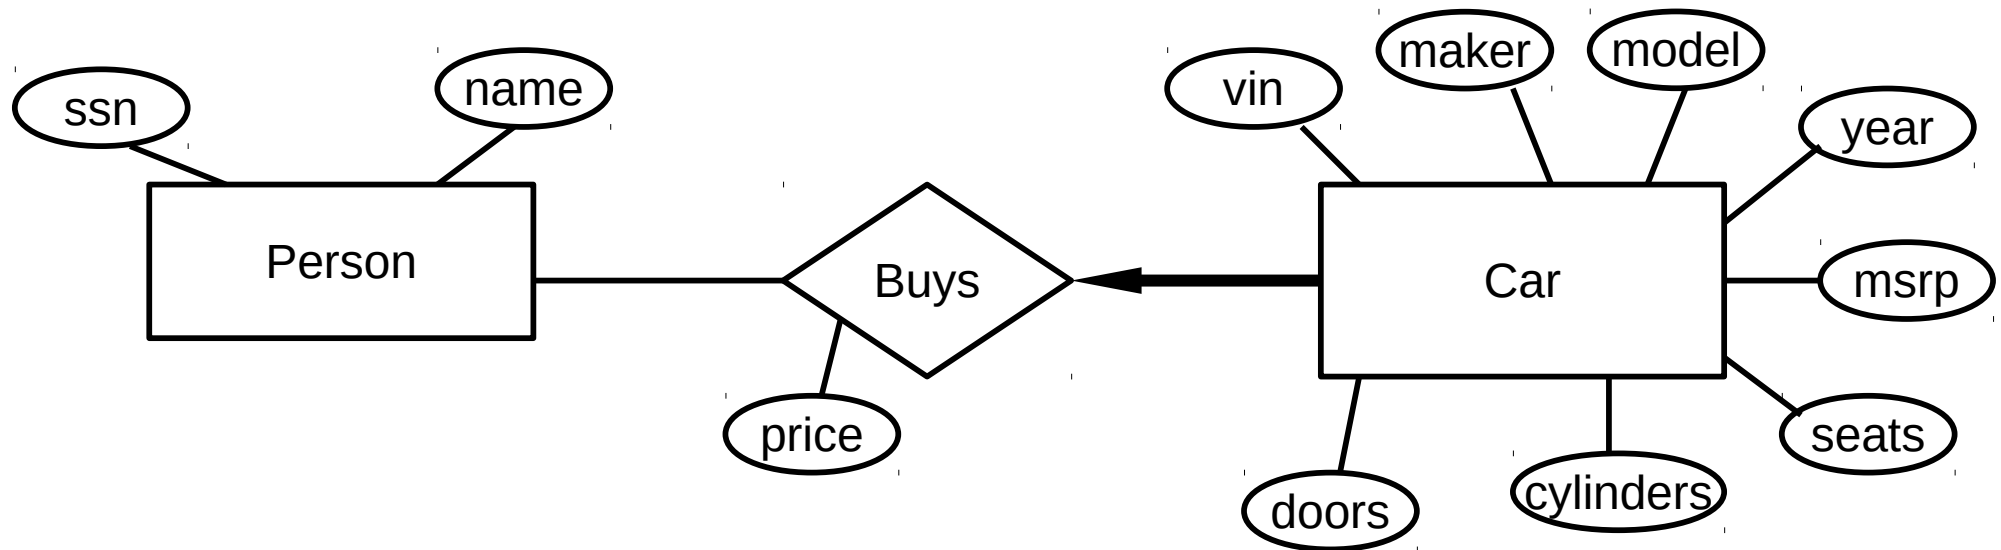 ssn
name
vin
maker
model
year
Person
Buys
Car
msrp
price
seats
doors
cylinders